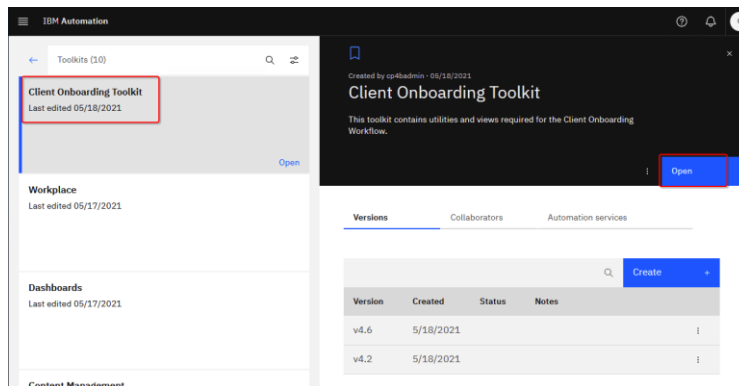 IBM Automation
Toolkits (10)
Client Onboarding Toolkit
Last edited 05/18/2021
Open
Workplace
Last edited 05/17/2021
Dashboards
Last edited 05/17/2021
Content Management
Created by cp4badmin - 05/18/2021
Client Onboarding Toolkit
This toolkit contains utilities and views required for the Client Onboarding
Workflow.
Open
Versions Collaborators Automation services
Create +
Version Created Status Notes
v4.6 5/18/2021
v4.2 5/18/2021